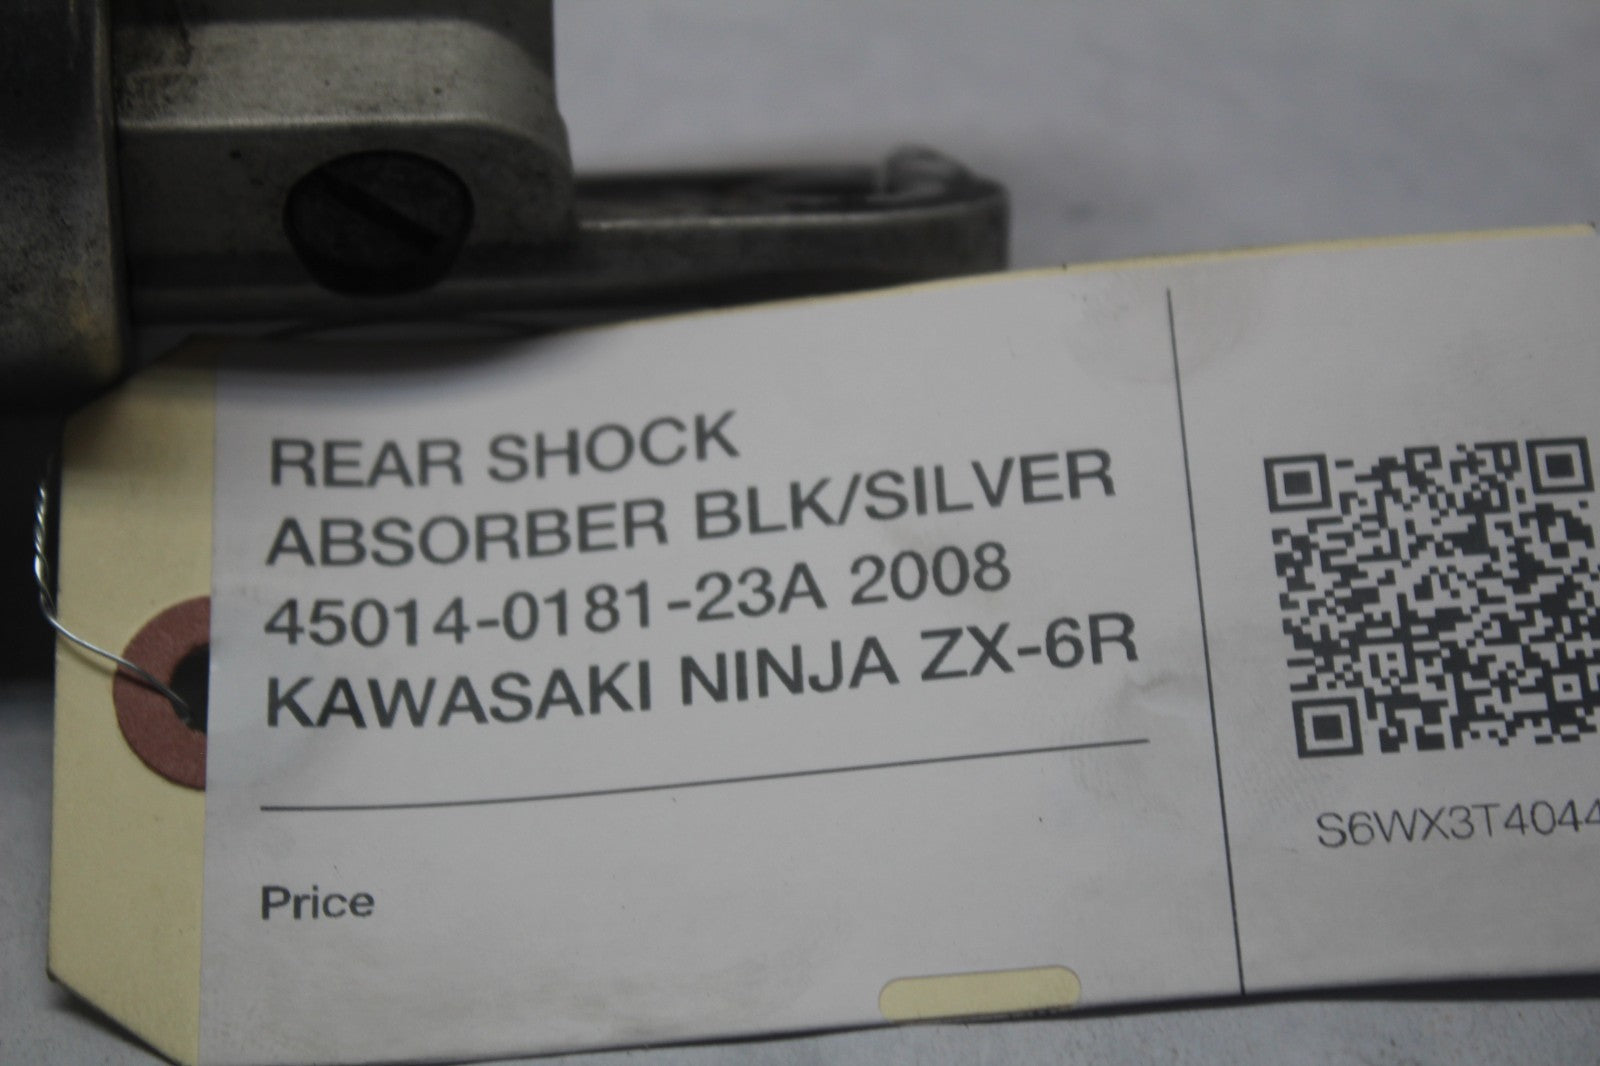 REAR SHOCK
ABSORBER BLK/SILVER
45014-0181-23A 2008
KAWASAKI NINJA ZX-6R
Price
S6WX3T4044